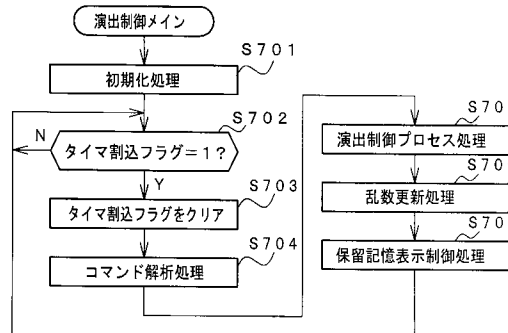 演出制御メイン
S701
初期化処理
S702
N
タイマ割込フラグ=1?
Y
S703
タイマ割込フラグをクリア
S704
コマンド解析処理
S70
演出制御プロセス処理
S70
乱数更新処理
S70
保留記憶表示制御処理